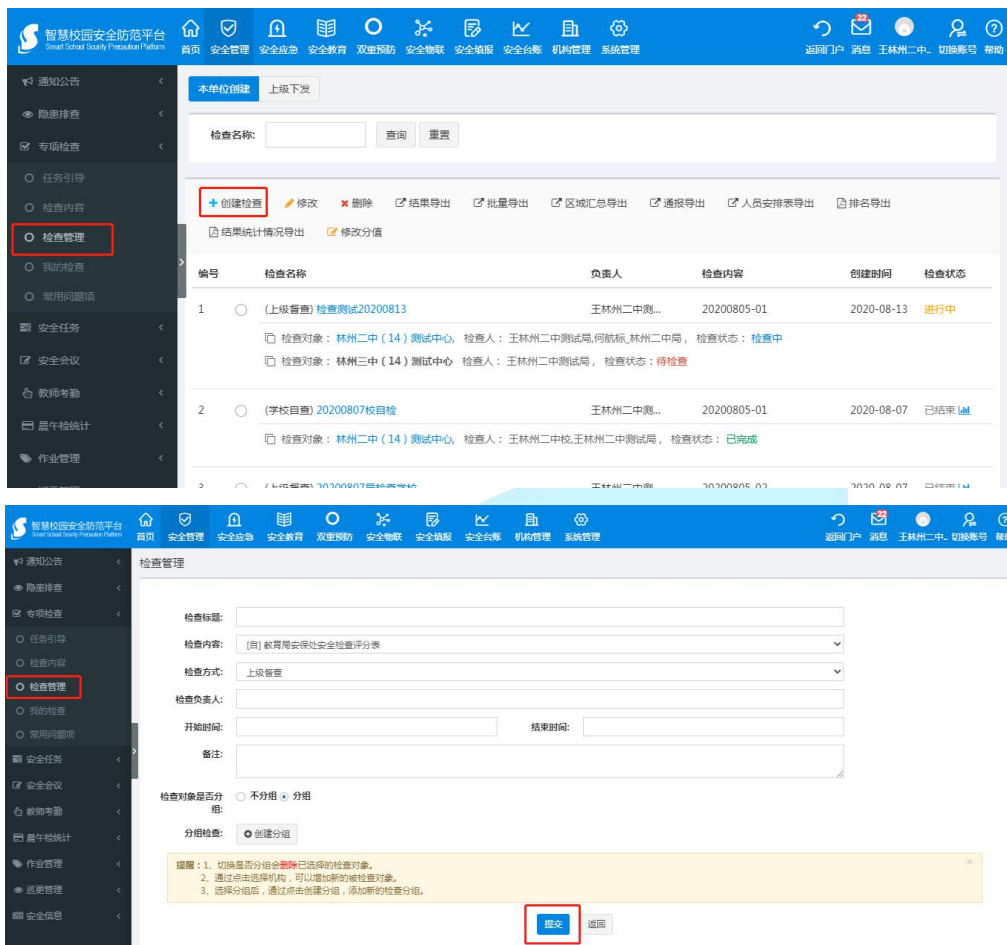 智慧校园安全防范平台
Smart School Scurity Precaution Platform
首页 安全管理 安全应急 安全教育 双重预防 安全物联 安全填报 安全台账 机构管理 系统管理
22
返回门户 消息 王林州二中... 切换账号 帮助
通知公告
隐患排查
专项检查
任务引导
检查内容
检查管理
我的检查
常用问题项
安全任务
安全会议
教师考勤
晨午检统计
作业管理
本单位创建 上级下发
检查名称: 查询 重置
创建检查 修改 删除 结果导出 批量导出 区域汇总导出 通报导出 人员安排表导出 排名导出
结果统计情况导出 修改分值
编号 检查名称 负责人 检查内容 创建时间 检查状态
1 (上级督查) 检查测试20200813 王林州二中测... 20200805-01 2020-08-13 进行中
检查对象: 林州二中(14)测试中心, 检查人: 王林州二中测试局,何航标_林州二中局, 检查状态: 检查中
检查对象: 林州三中(14)测试中心 检查人: 王林州二中测试局, 检查状态: 待检查
2 (学校自查) 20200807校自检 王林州二中测... 20200805-01 2020-08-07 已结束
检查对象: 林州二中(14)测试中心, 检查人: 王林州二中校,王林州二中测试局, 检查状态: 已完成
智慧校园安全防范平台
Smart School Scurity Precaution Platform
首页 安全管理 安全应急 安全教育 双重预防 安全物联 安全填报 安全台账 机构管理 系统管理
22
返回门户 消息 王林州二中... 切换账号
通知公告
隐患排查
专项检查
任务引导
检查内容
检查管理
我的检查
常用问题项
安全任务
安全会议
教师考勤
晨午检统计
作业管理
巡更管理
安全信息
检查管理
检查标题:
检查内容: [自] 教育局安保处安全检查评分表
检查方式: 上级督查
检查负责人:
开始时间: 结束时间:
备注:
检查对象是否分
组:
不分组 分组
分组检查: 创建分组
提醒:1、切换是否分组会删除已选择的检查对象。
2、通过点击选择机构,可以增加新的被检查对象。
3、选择分组后,通过点击创建分组,添加新的检查分组。
提交 返回